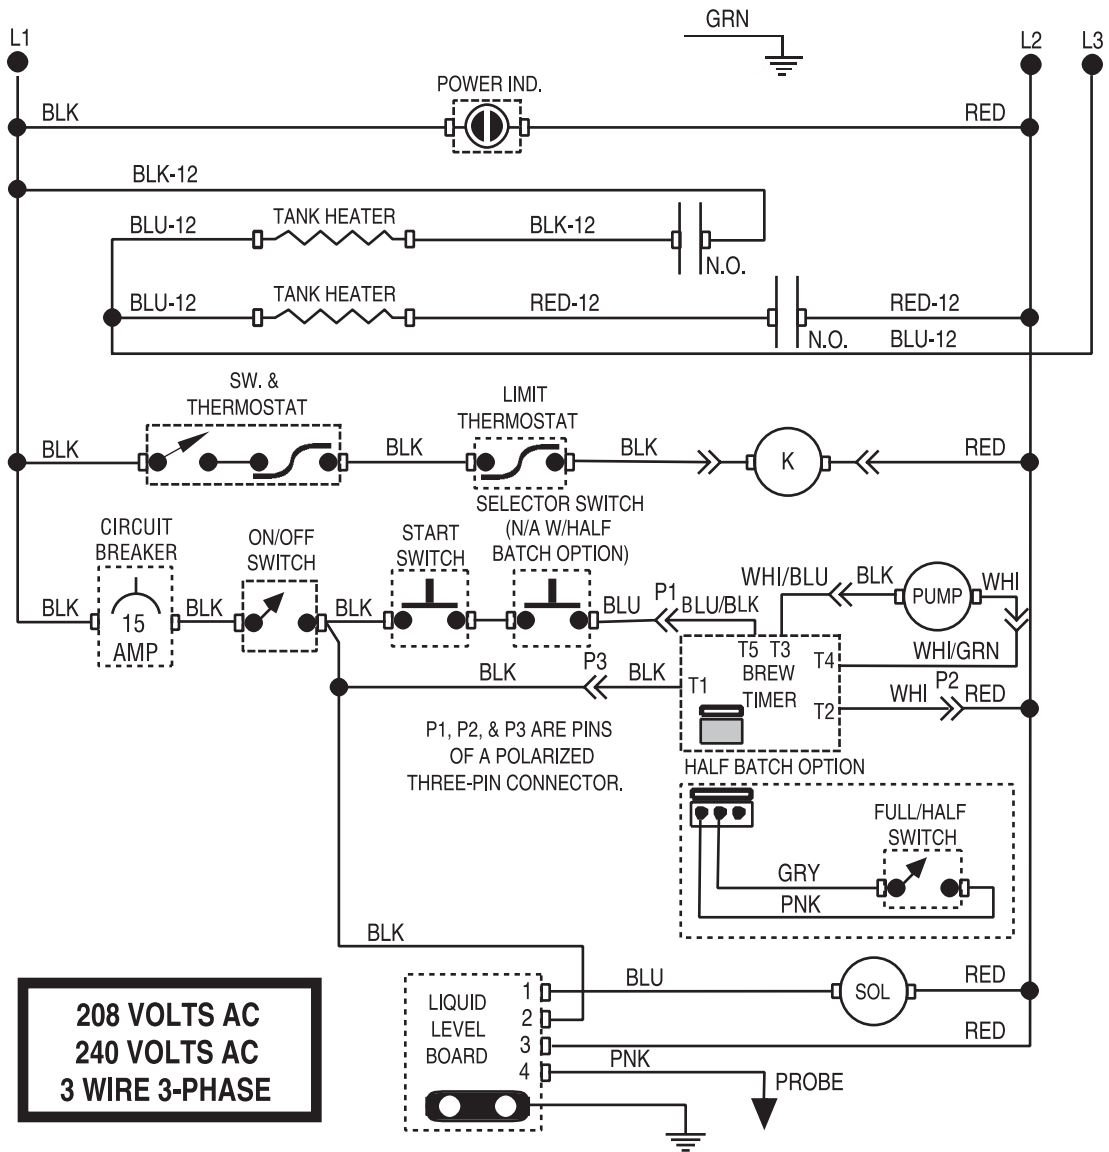 GRN
L1
L2
L3
POWER IND.
BLK
RED
BLK-12
BLU-12
TANK HEATER
BLK-12
N.O.
BLU-12
TANK HEATER
RED-12
RED-12
N.O.
BLU-12
SW. &
THERMOSTAT
LIMIT
THERMOSTAT
BLK
BLK
BLK
K
RED
CIRCUIT
BREAKER
ON/OFF
SWITCH
START
SWITCH
SELECTOR SWITCH
(N/A W/HALF
BATCH OPTION)
BLK
15
AMP
BLK
BLK
BLU
P1
BLU/BLK
WHI/BLU
BLK
PUMP
WHI
WHI/GRN
BLK
P3
BLK
T1
T5
T3
T4
BREW
TIMER
T2
WHI
P2
RED
P1, P2, & P3 ARE PINS
OF A POLARIZED
THREE-PIN CONNECTOR.
HALF BATCH OPTION
FULL/HALF
SWITCH
GRY
PNK
BLK
LIQUID
LEVEL
BOARD
1
2
3
4
BLU
SOL
RED
RED
PNK
PROBE
208 VOLTS AC
240 VOLTS AC
3 WIRE 3-PHASE